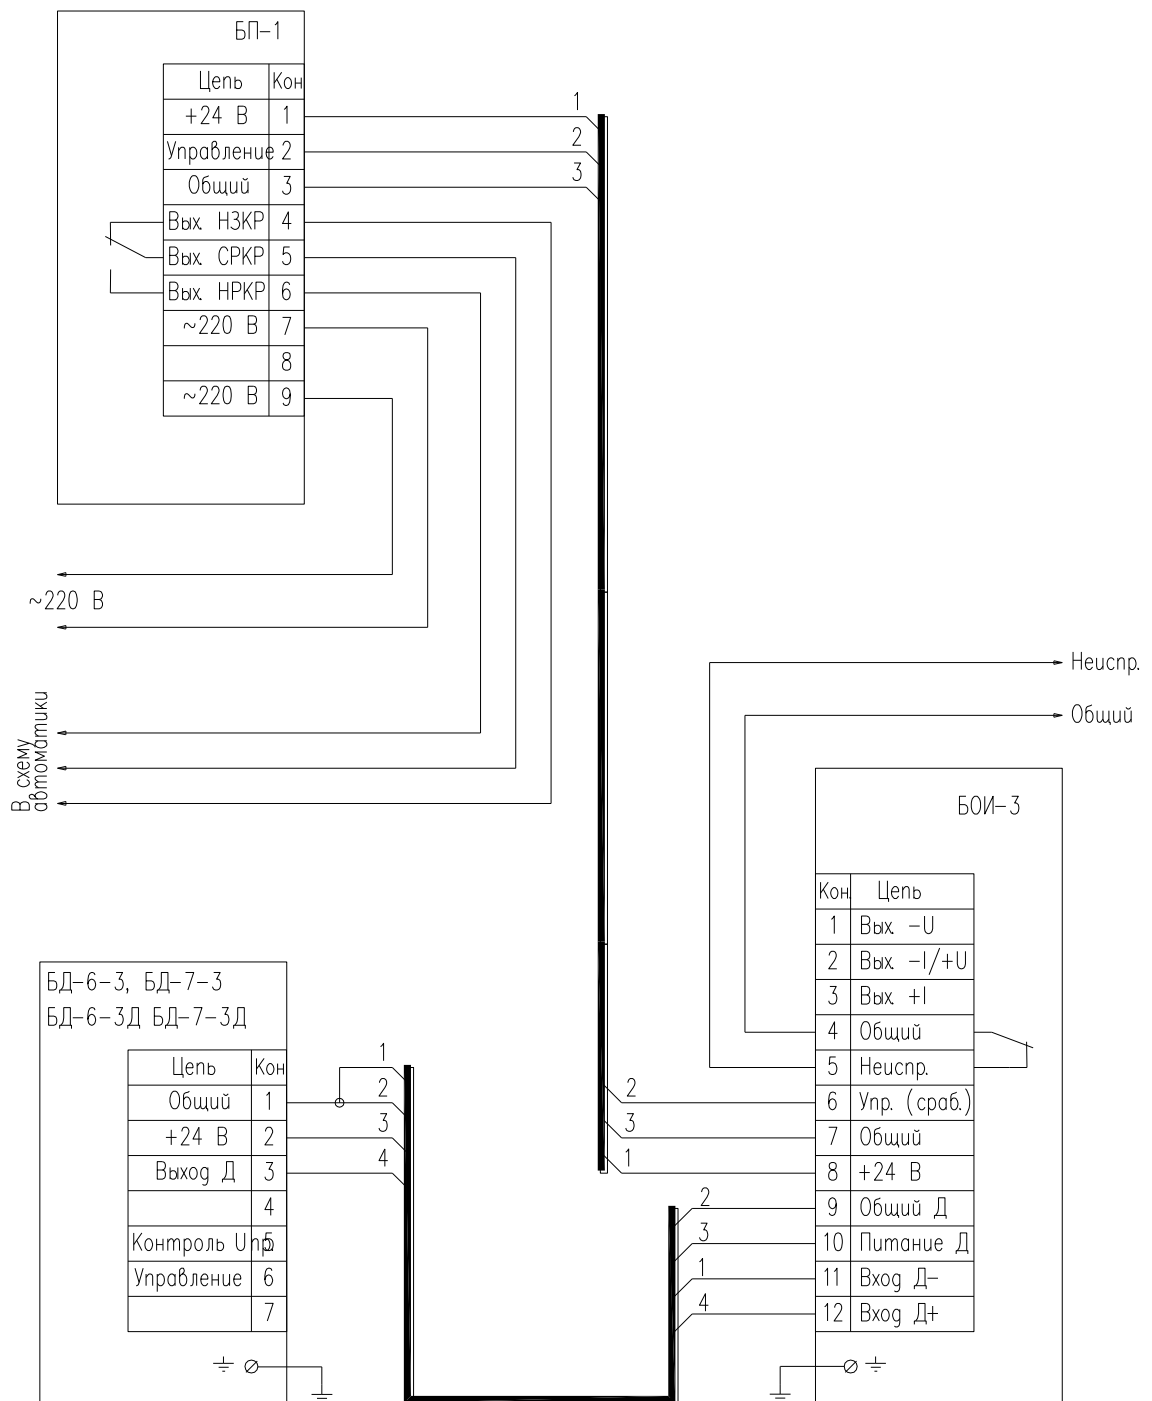 БП-1
Цепь Кон
+24 В 1
Управление 2
Общий 3
Вых. НЗКР 4
Вых. СРКР 5
Вых. НРКР 6
~220 В 7
8
~220 В 9
1
2
3
~220 В
В схему
автоматики
Неиспр.
Общий
БОИ-3
Кон. Цепь
1 Вых. -U
2 Вых. -I/+U
3 Вых. +I
4 Общий
5 Неиспр.
6 Упр. (сраб.)
7 Общий
8 +24 В
9 Общий Д
10 Питание Д
11 Вход Д-
12 Вход Д+
2
3
1
2
3
1
4
БД-6-3, БД-7-3
БД-6-3Д БД-7-3Д
Цепь Кон
Общий 1
+24 В 2
Выход Д 3
4
Контроль Uпр. 5
Управление 6
7
1
2
3
4